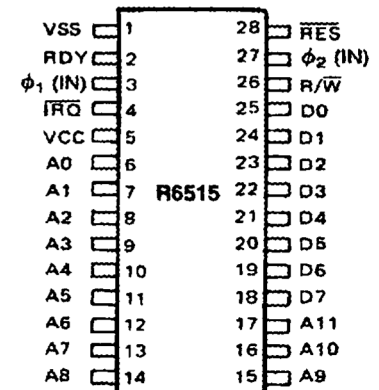 VSS 1 28 R̅E̅S̅
RDY 2 27 ϕ₂ (IN)
ϕ₁ (IN) 3 26 R/W̅
I̅R̅Q̅ 4 25 D0
VCC 5 24 D1
A0 6 23 D2
A1 7 R6515 22 D3
A2 8 21 D4
A3 9 20 D5
A4 10 19 D6
A5 11 18 D7
A6 12 17 A11
A7 13 16 A10
A8 14 15 A9